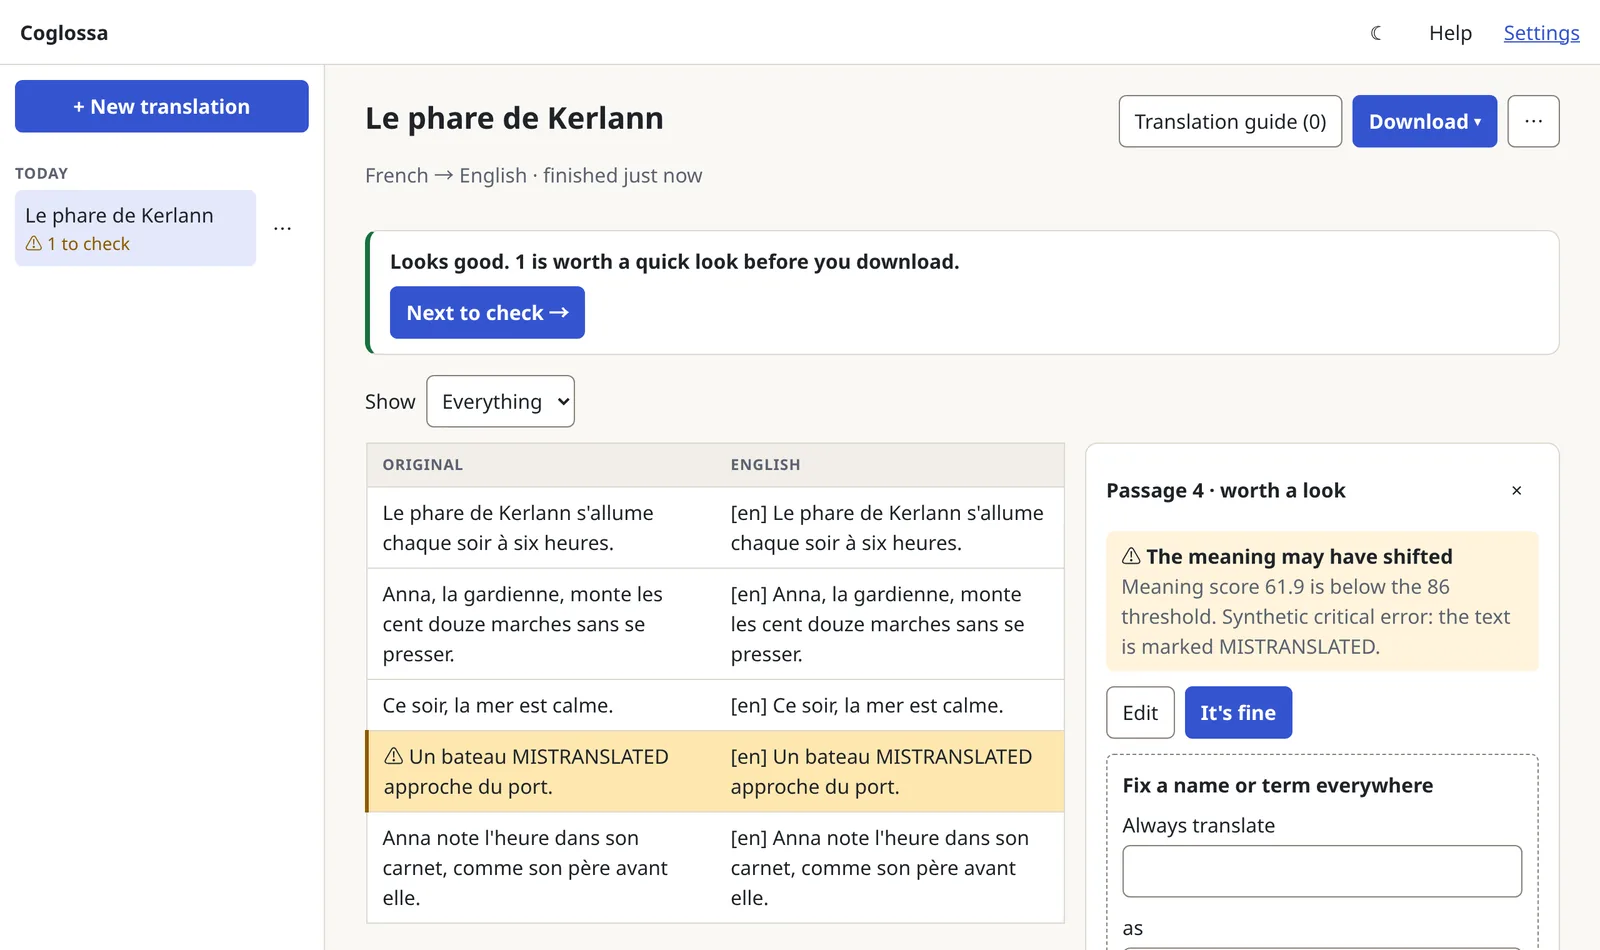 Coglossa
☾ Help Settings
+ New translation
TODAY
Le phare de Kerlann
⚠ 1 to check
...
Le phare de Kerlann
Translation guide (0)
Download ▾
...
French → English · finished just now
Looks good. 1 is worth a quick look before you download.
Next to check →
Show Everything
ORIGINAL ENGLISH
Le phare de Kerlann s'allume
chaque soir à six heures.
[en] Le phare de Kerlann s'allume
chaque soir à six heures.
Anna, la gardienne, monte les
cent douze marches sans se
presser.
[en] Anna, la gardienne, monte
les cent douze marches sans se
presser.
Ce soir, la mer est calme.
[en] Ce soir, la mer est calme.
⚠ Un bateau MISTRANSLATED
approche du port.
[en] Un bateau MISTRANSLATED
approche du port.
Anna note l'heure dans son
carnet, comme son père avant
elle.
[en] Anna note l'heure dans son
carnet, comme son père avant
elle.
Passage 4 · worth a look ×
⚠ The meaning may have shifted
Meaning score 61.9 is below the 86
threshold. Synthetic critical error: the text
is marked MISTRANSLATED.
Edit
It's fine
Fix a name or term everywhere
Always translate
as